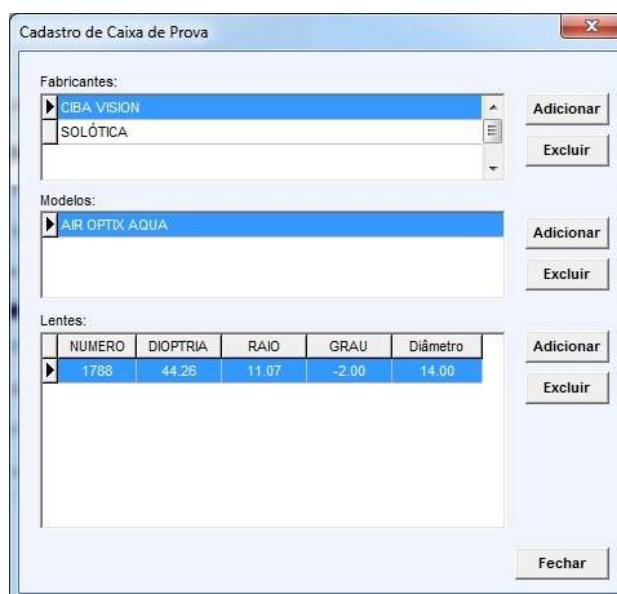 Cadastro de Caixa de Prova
Fabricantes:
CIBA VISION
SOLÓTICA
Adicionar
Excluir
Modelos:
AIR OPTIX AQUA
Adicionar
Excluir
Lentes:
NUMERO DIOPTRIA RAIO GRAU Diâmetro
1788 44.26 11.07 -2.00 14.00
Adicionar
Excluir
Fechar